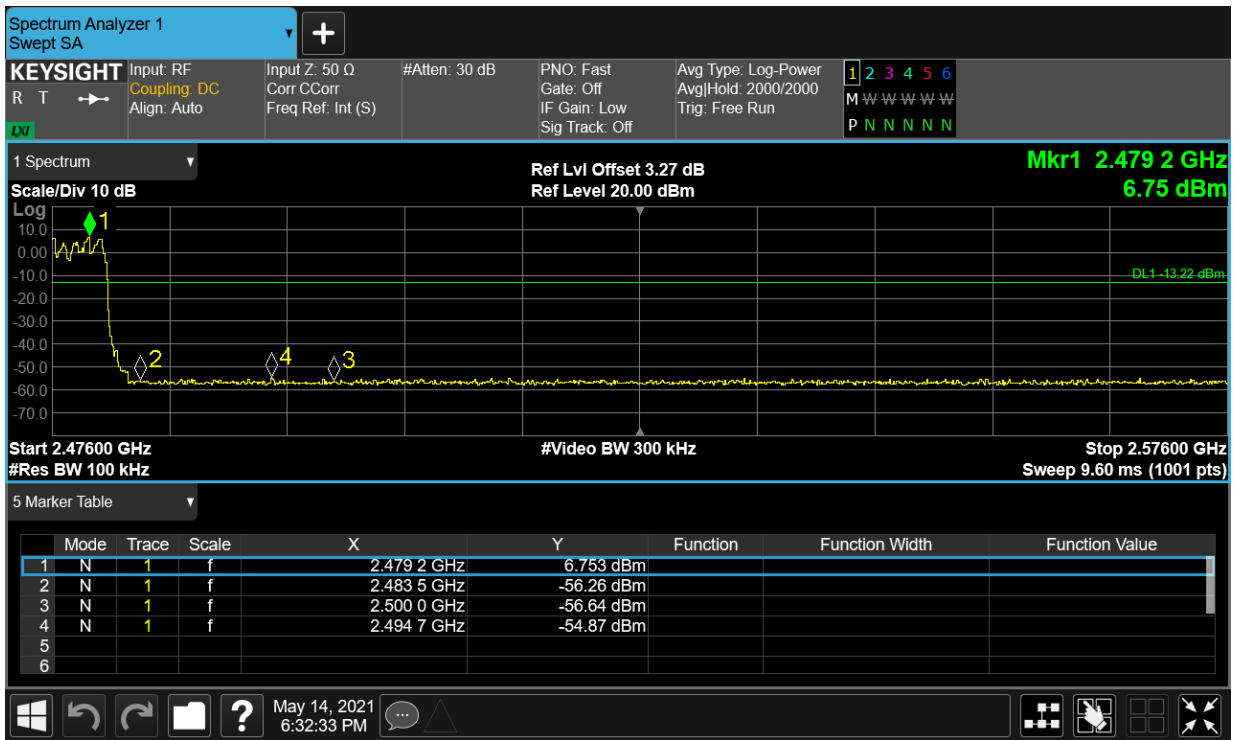 Spectrum Analyzer 1
Swept SA
+
KEYSIGHT Input: RF Input Z: 50 Ω #Atten: 30 dB PNO: Fast Avg Type: Log-Power 1 2 3 4 5 6
R T Coupling: DC Corr CCorr Gate: Off Avg|Hold: 2000/2000 M W W W W W
Align: Auto Freq Ref: Int (S) IF Gain: Low Trig: Free Run
LXI Sig Track: Off P N N N N N N
1 Spectrum Ref Lvl Offset 3.27 dB Mkr1 2.479 2 GHz
Scale/Div 10 dB Ref Level 20.00 dBm 6.75 dBm
Log
1
10.0
0.00
-10.0 DL1 -13.22 dBm
-20.0
-30.0
-40.0
2 4 3
-50.0
-60.0
-70.0
Start 2.47600 GHz #Video BW 300 kHz Stop 2.57600 GHz
#Res BW 100 kHz Sweep 9.60 ms (1001 pts)
5 Marker Table
Mode Trace Scale X Y Function Function Width Function Value
1 N 1 f 2.479 2 GHz 6.753 dBm
2 N 1 f 2.483 5 GHz -56.26 dBm
3 N 1 f 2.500 0 GHz -56.64 dBm
4 N 1 f 2.494 7 GHz -54.87 dBm
5
6
? May 14, 2021
6:32:33 PM